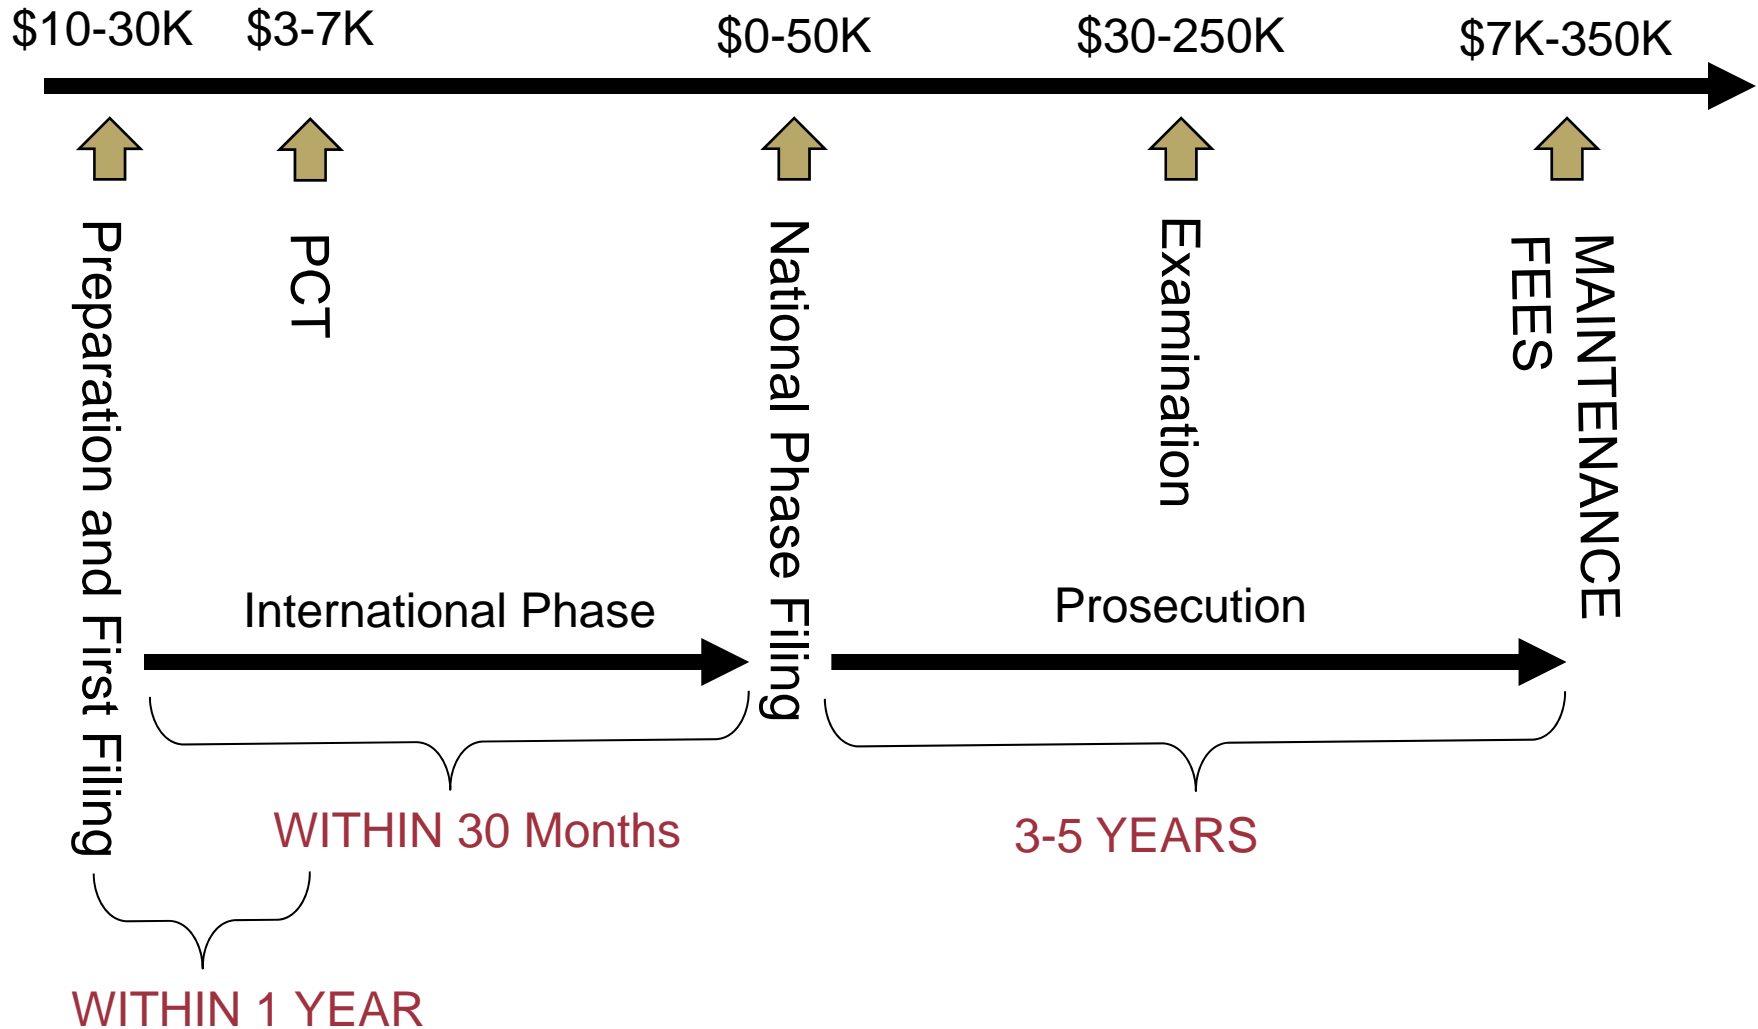 $10-30K
$3-7K
$0-50K
$30-250K
$7K-350K
Preparation and First Filing
PCT
National Phase Filing
Examination
MAINTENANCE
FEES
International Phase
Prosecution
WITHIN 30 Months
3-5 YEARS
WITHIN 1 YEAR